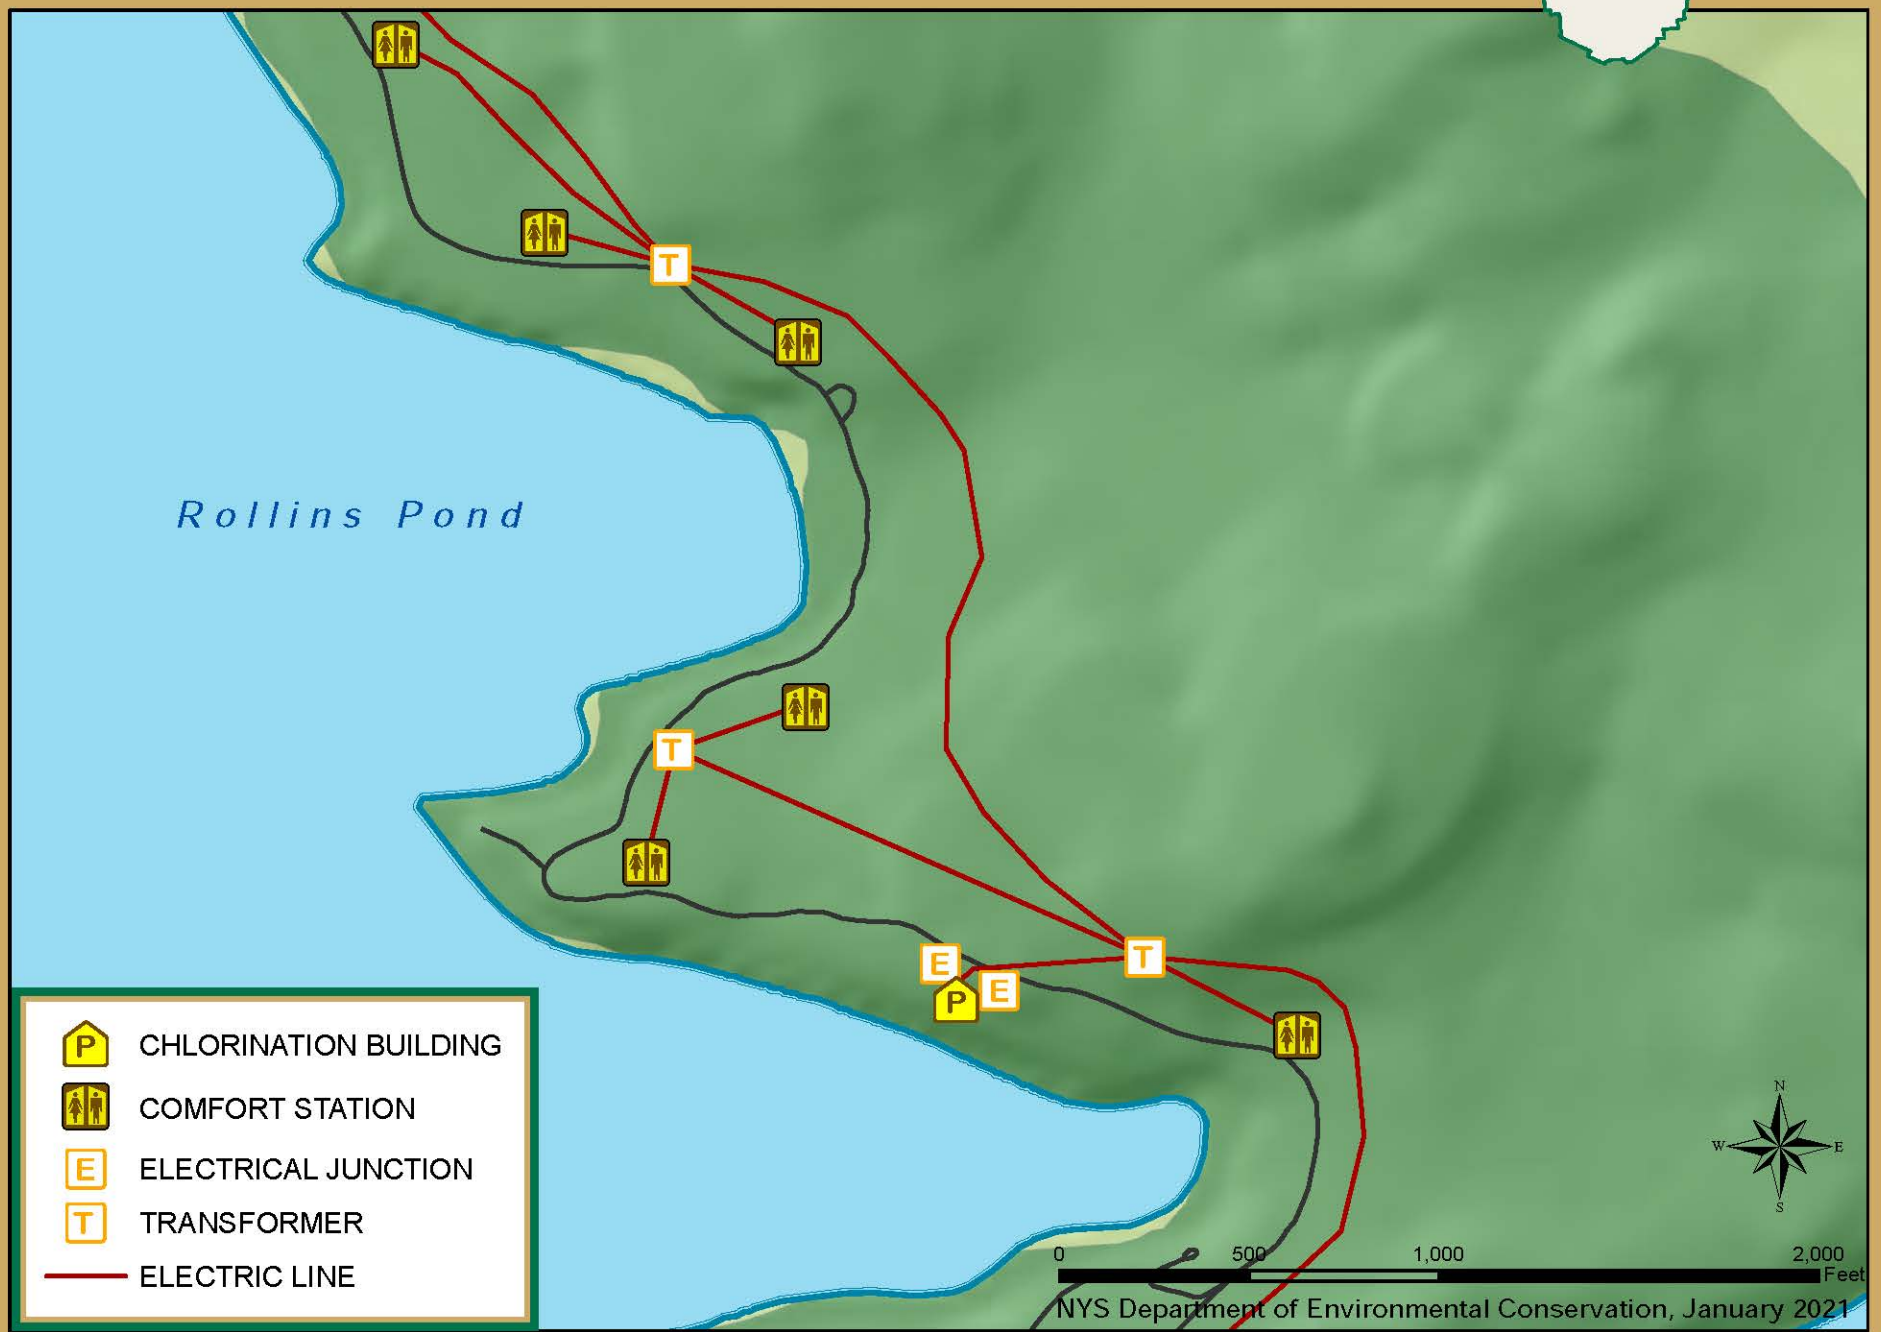 T
Rollins Pond
T
E
T
E
P
P CHLORINATION BUILDING
COMFORT STATION
E ELECTRICAL JUNCTION
T TRANSFORMER
ELECTRIC LINE
N
W E
S
0 500 1,000 2,000
Feet
NYS Department of Environmental Conservation, January 2021